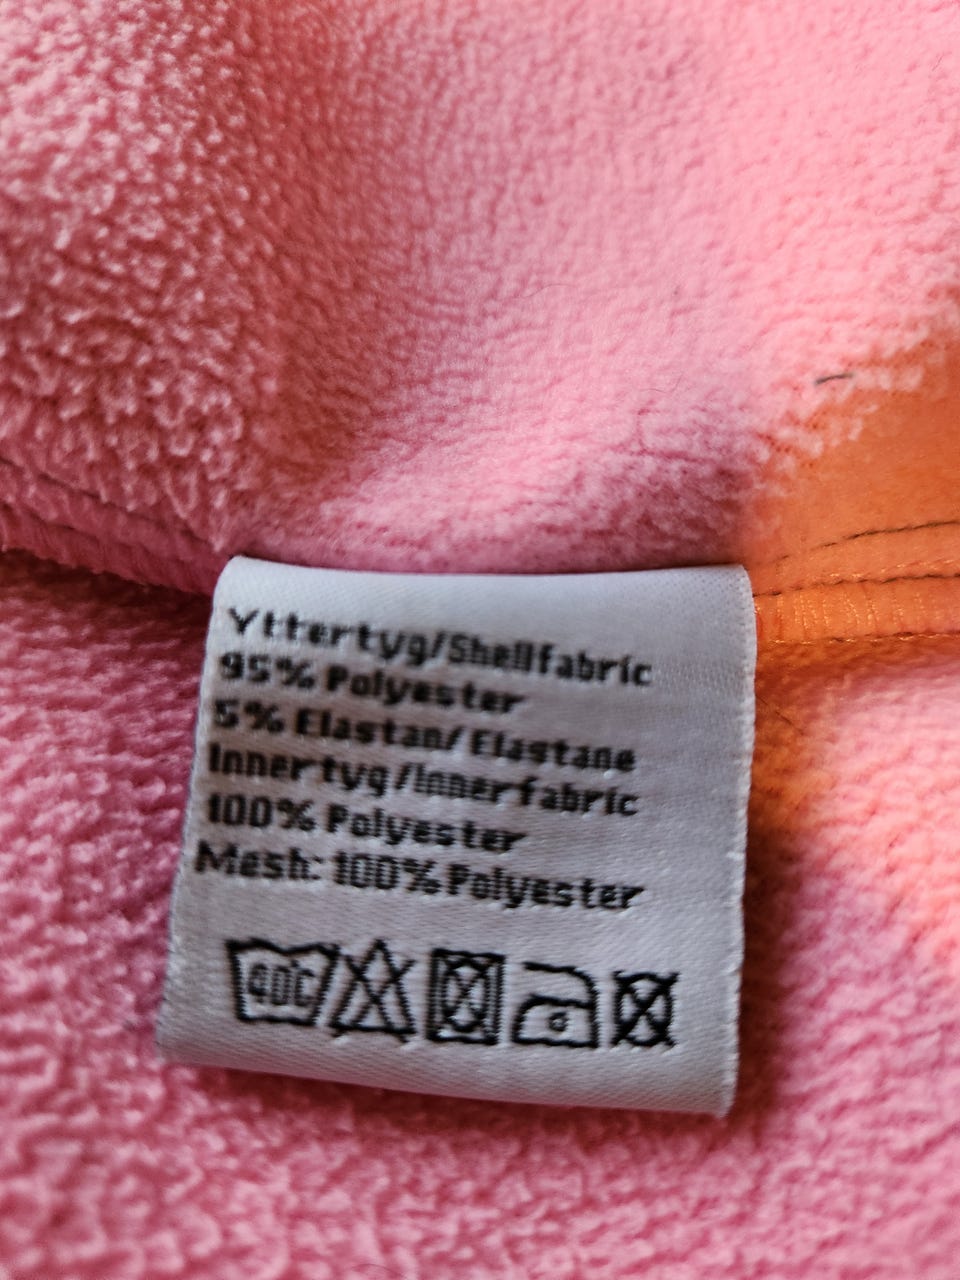 Yttertyg/Shellfabric
95% Polyester
5% Elastan/ Elastane
Innertyg/Innerfabric
100% Polyester
Mesh: 100% Polyester
40C